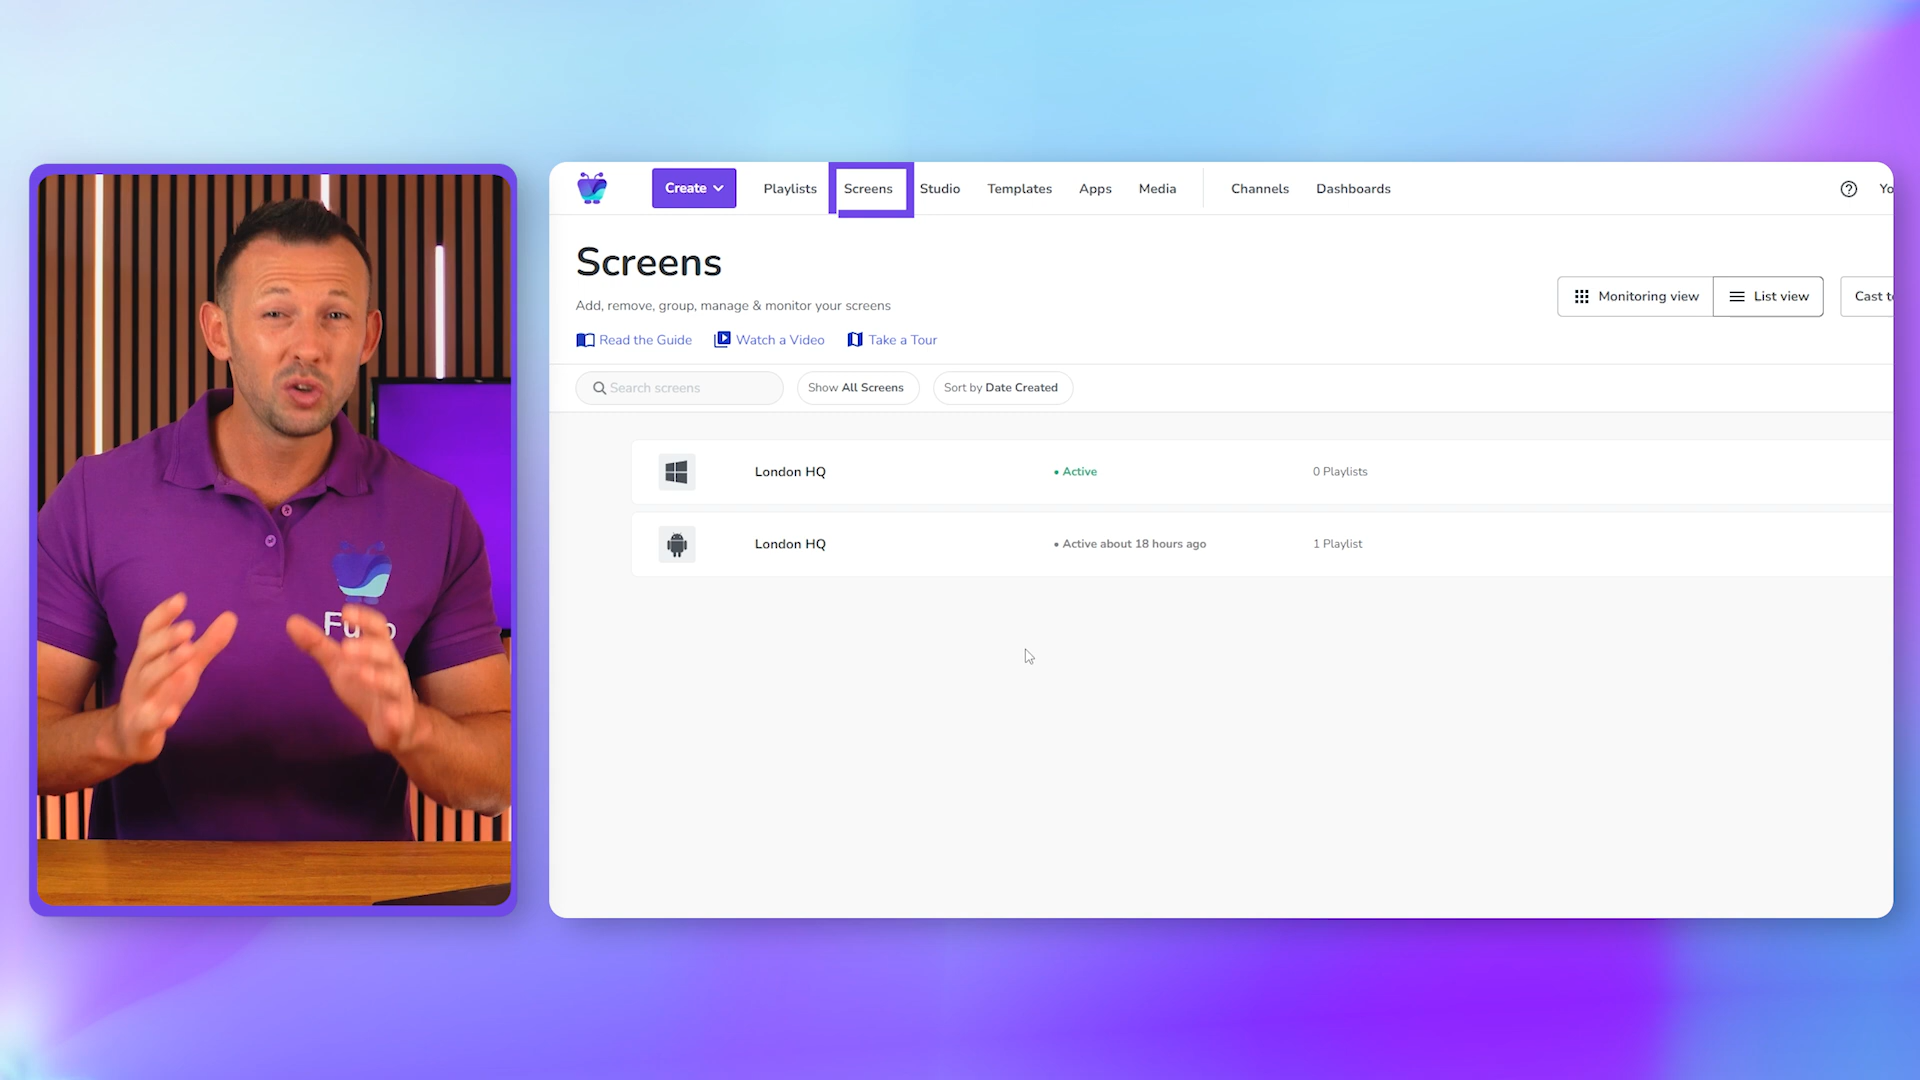 Create
Playlists
Screens
Studio
Templates
Apps
Media
Channels
Dashboards
Screens
Add, remove, group, manage & monitor your screens
Monitoring view
List view
Read the Guide
Watch a Video
Take a Tour
Search screens
Show All Screens
Sort by Date Created
London HQ
• Active
0 Playlists
London HQ
• Active about 18 hours ago
1 Playlist